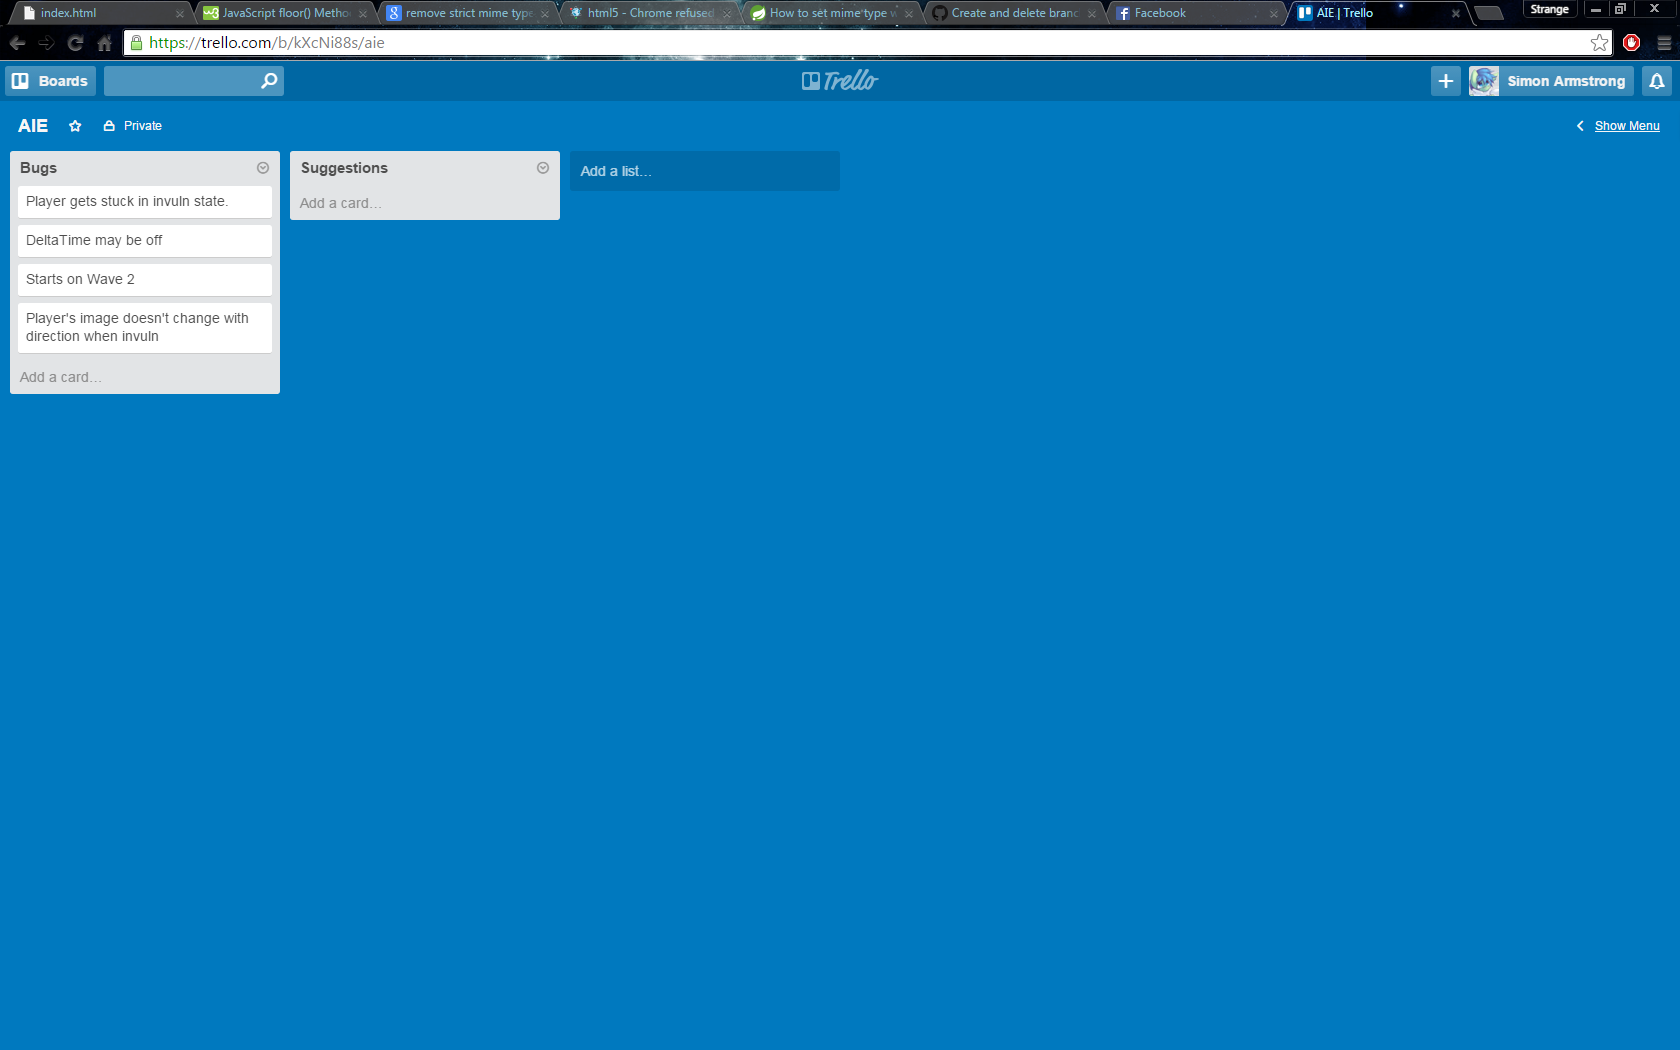 index.html
JavaScript floor() Metho
remove strict mime type
html5 - Chrome refused
How to set mime type w
Create and delete branc
Facebook
AIE | Trello
Strange
https://trello.com/b/kXcNi88s/aie
Boards
Trello
Simon Armstrong
AIE
Private
Show Menu
Bugs
Player gets stuck in invuln state.
DeltaTime may be off
Starts on Wave 2
Player's image doesn't change with
direction when invuln
Add a card…
Suggestions
Add a card…
Add a list…